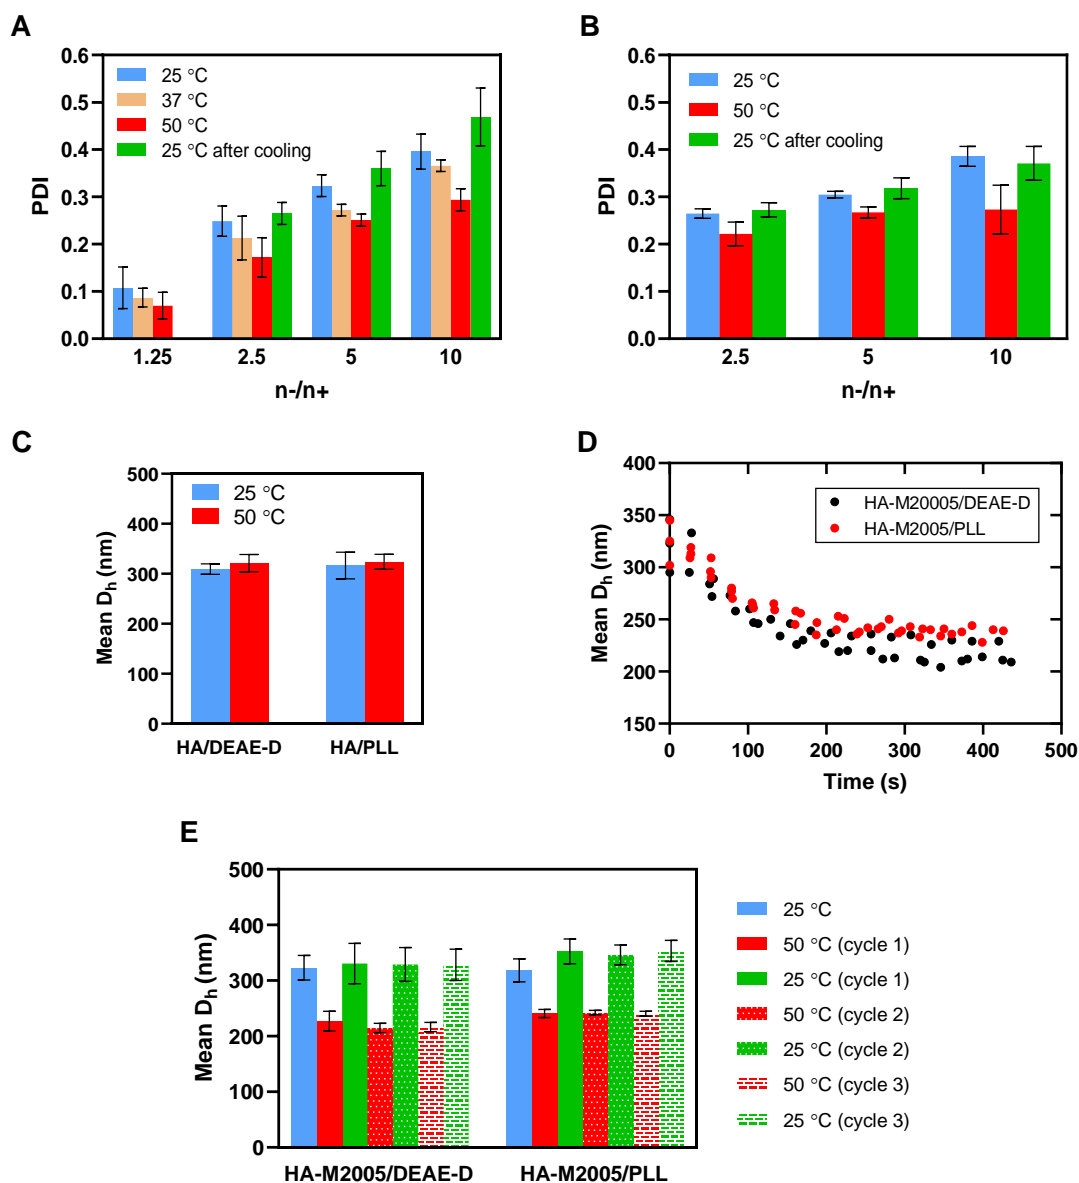 A
PDI
0.6
0.5
0.4
0.3
0.2
0.1
0.0
25 °C
37 °C
50 °C
25 °C after cooling
1.25 2.5 5 10
n-/n+
B
PDI
0.6
0.5
0.4
0.3
0.2
0.1
0.0
25 °C
50 °C
25 °C after cooling
2.5 5 10
n-/n+
C
Mean Dh (nm)
500
400
300
200
100
0
25 °C
50 °C
HA/DEAE-D HA/PLL
D
Mean Dh (nm)
400
350
300
250
200
150
HA-M20005/DEAE-D
HA-M2005/PLL
0 100 200 300 400 500
Time (s)
E
Mean Dh (nm)
500
400
300
200
100
0
HA-M2005/DEAE-D HA-M2005/PLL
25 °C
50 °C (cycle 1)
25 °C (cycle 1)
50 °C (cycle 2)
25 °C (cycle 2)
50 °C (cycle 3)
25 °C (cycle 3)